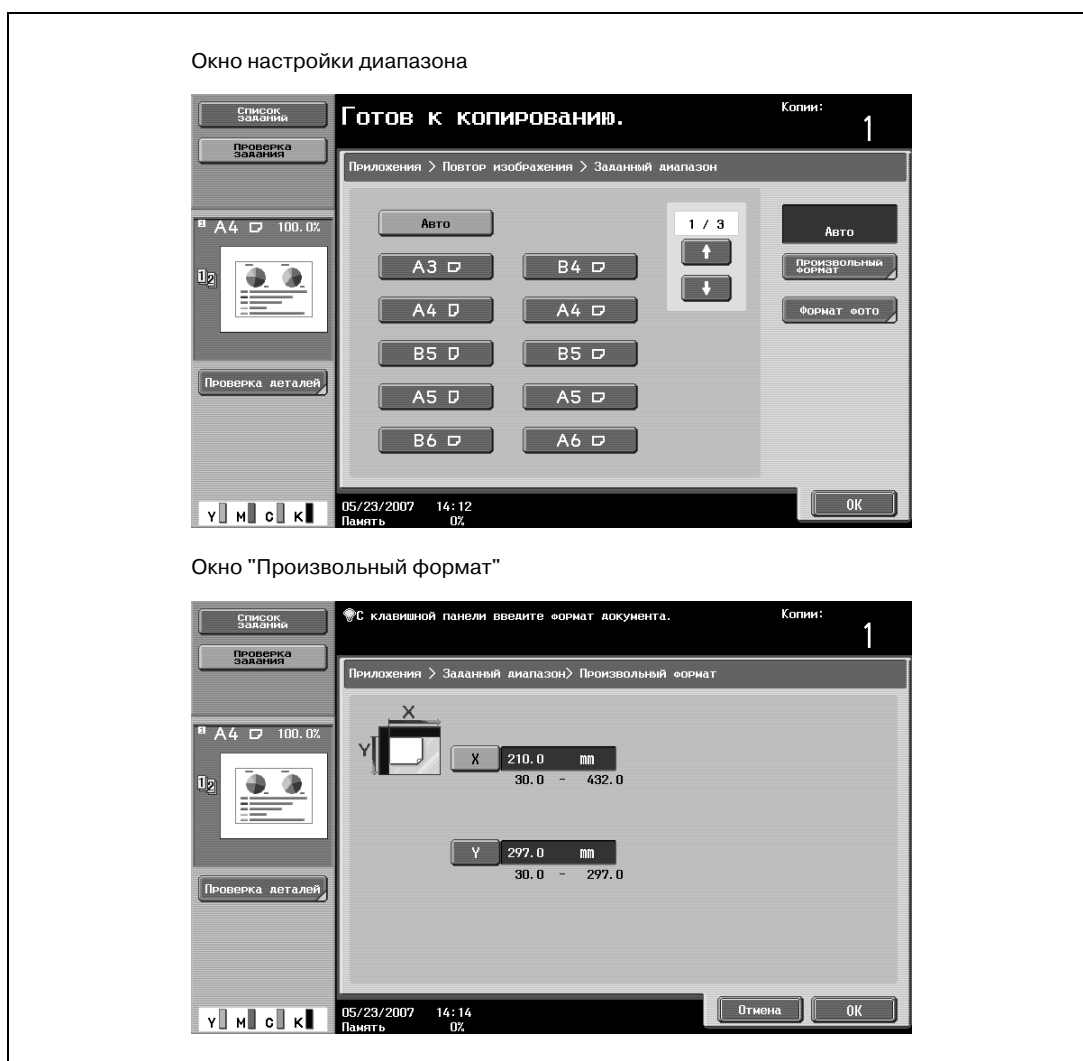 Окно настройки диапазона
Список заданий
Готов к копированию.
Копии:
1
Проверка задания
Приложения > Повтор изображения > Заданный диапазон
A4 100.0%
Авто
1 / 3
Авто
A3
B4
Произвольный формат
A4
A4
Формат фото
B5
B5
Проверка деталей
A5
A5
B6
A6
Y M C K
05/23/2007 14:12
Память 0%
OK
Окно "Произвольный формат"
Список заданий
С клавишной панели введите формат документа.
Копии:
1
Проверка задания
Приложения > Заданный диапазон> Произвольный формат
X
Y
A4 100.0%
X 210.0 mm
30.0 - 432.0
Y 297.0 mm
30.0 - 297.0
Проверка деталей
Y M C K
05/23/2007 14:14
Память 0%
Отмена
OK